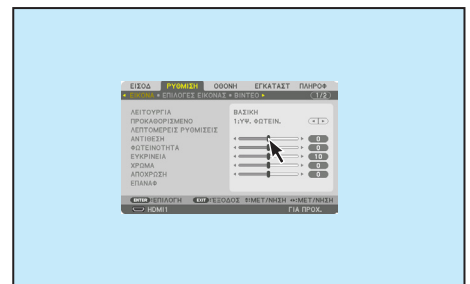 ΕΙΣΟΔ ΡΥΘΜΙΣΗ ΟΘΟΝΗ ΕΓΚΑΤΑΣΤ ΠΛΗΡΟΦ
ΕΙΚΟΝΑ • ΕΠΙΛΟΓΕΣ ΕΙΚΟΝΑΣ • ΒΙΝΤΕΟ (1/2)
ΛΕΙΤΟΥΡΓΙΑ ΒΑΣΙΚΗ
ΠΡΟΚΑΘΟΡΙΣΜΕΝΟ 1:ΥΨ. ΦΩΤΕΙΝ.
ΛΕΠΤΟΜΕΡΕΙΣ ΡΥΘΜΙΣΕΙΣ
ΑΝΤΙΘΕΣΗ 0
ΦΩΤΕΙΝΟΤΗΤΑ 0
ΕΥΚΡΙΝΕΙΑ 10
ΧΡΩΜΑ 0
ΑΠΟΧΡΩΣΗ 0
ΕΠΑΝΑΦ
ENTER :ΕΠΙΛΟΓΗ EXIT :ΕΞΟΔΟΣ ↕:ΜΕΤ/ΝΗΣΗ ↔:ΜΕΤ/ΝΗΣΗ
HDMI1 ΓΙΑ ΠΡΟΧ.